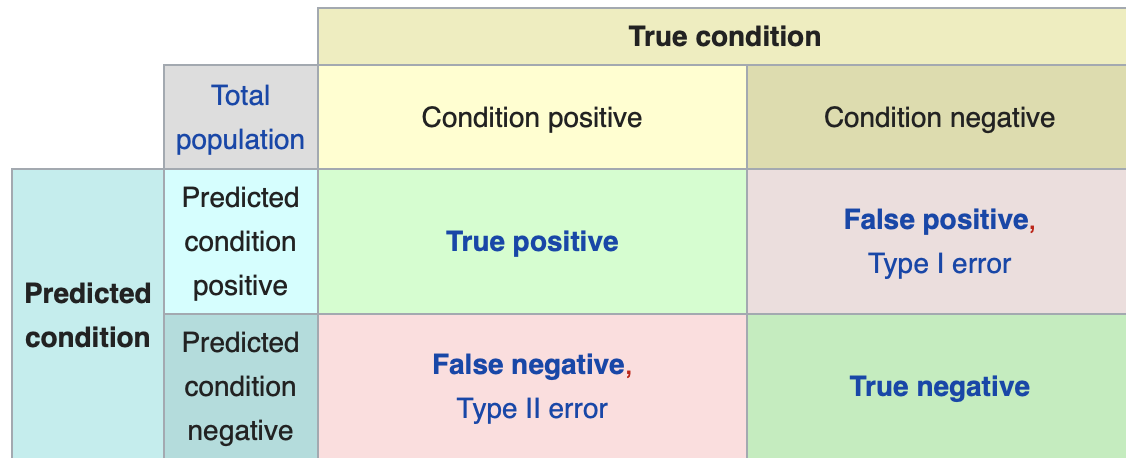 True condition
Total
population
Condition positive
Condition negative
Predicted
condition
Predicted
condition
positive
True positive
False positive,
Type I error
Predicted
condition
negative
False negative,
Type II error
True negative